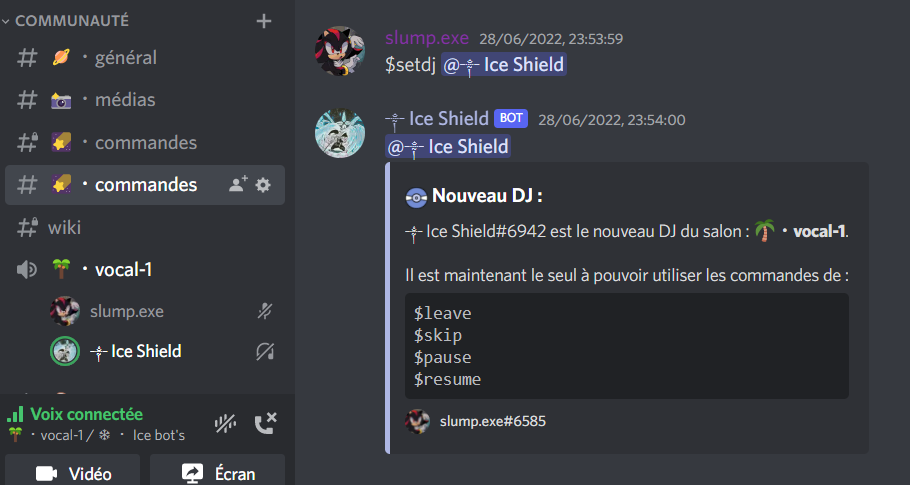 COMMUNAUTÉ
général
médias
commandes
commandes
wiki
vocal-1
slump.exe
Ice Shield
Voix connectée
vocal-1 / ❄ · Ice bot's
Vidéo
Écran
slump.exe 28/06/2022, 23:53:59
$setdj @Ice Shield
Ice Shield BOT 28/06/2022, 23:54:00
@Ice Shield
Nouveau DJ :
Ice Shield#6942 est le nouveau DJ du salon : 🌴 · vocal-1.
Il est maintenant le seul à pouvoir utiliser les commandes de :
$leave
$skip
$pause
$resume
slump.exe#6585